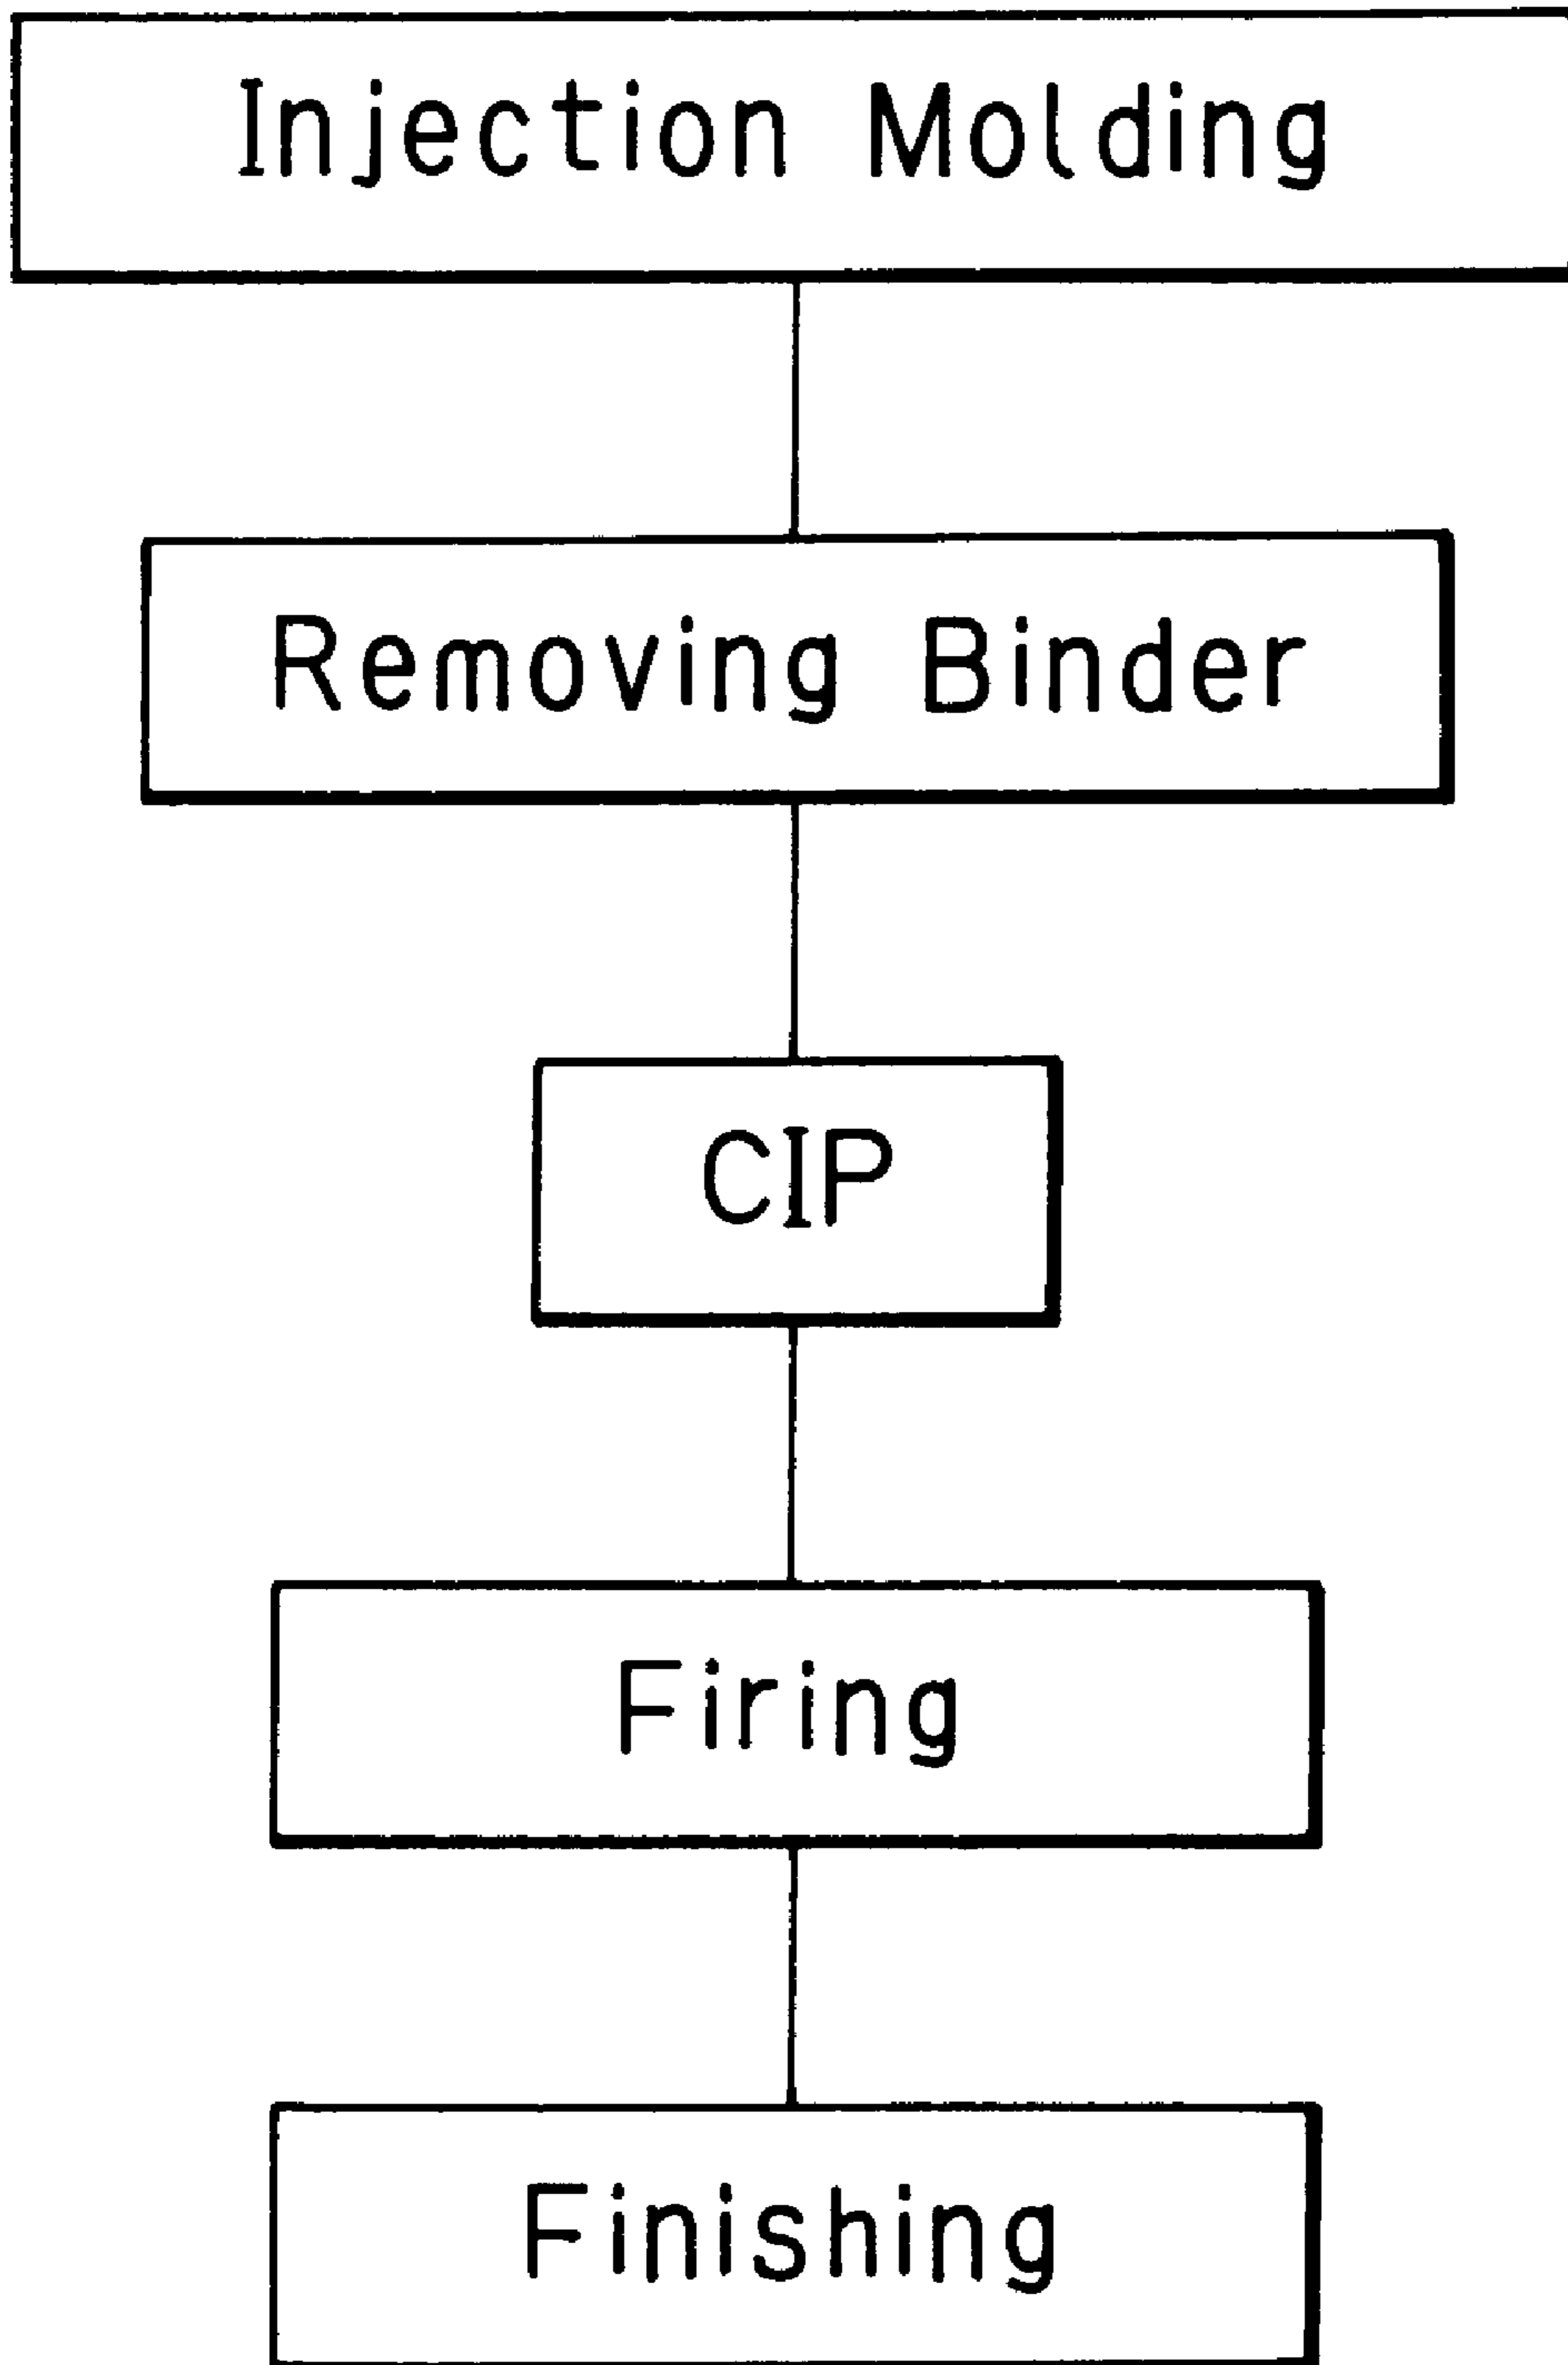 Injection Molding
Removing Binder
CIP
Firing
Finishing